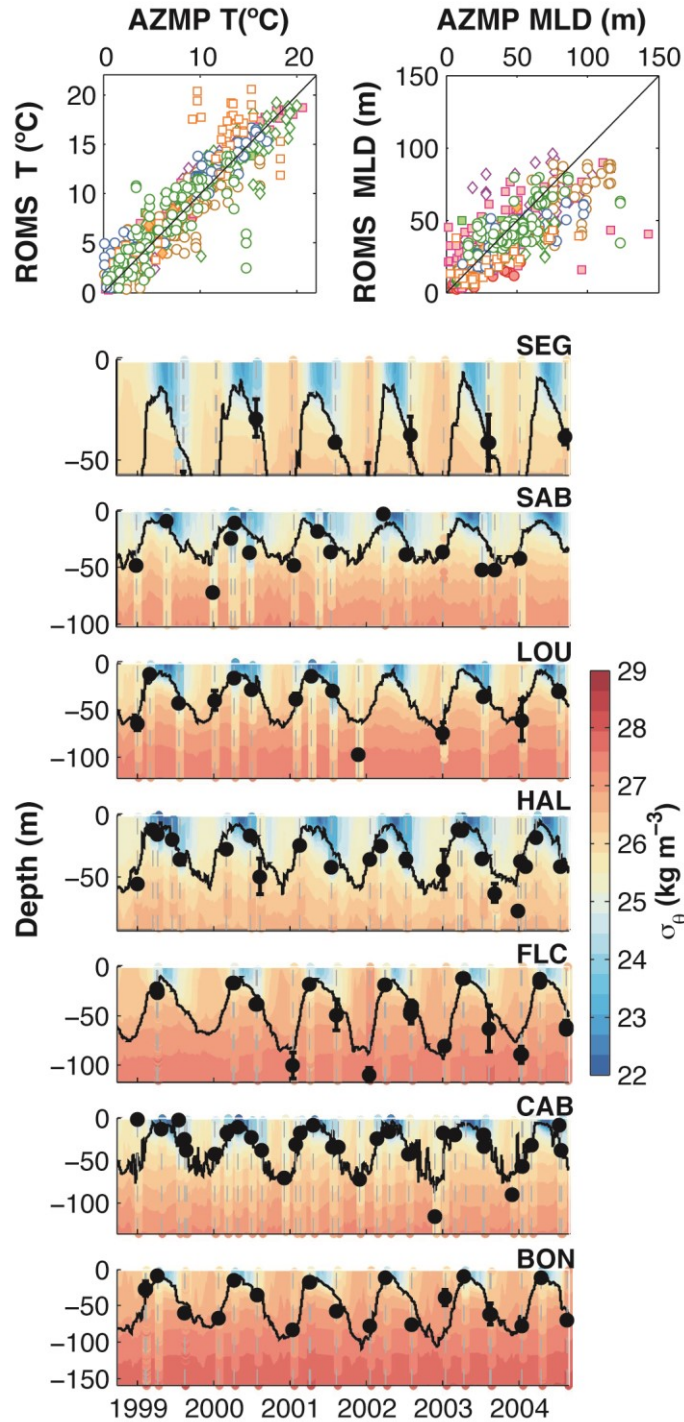 AZMP T(ºC) AZMP MLD (m)
0 10 20 0 50 100 150
ROMS T (ºC)
20
15
10
5
0
ROMS MLD (m)
150
100
50
0
SEG
0
−50
SAB
0
−50
−100
LOU
0
−50
−100
HAL
0
−50
FLC
0
−50
−100
CAB
0
−50
−100
BON
0
−50
−100
−150
Depth (m)
1999 2000 2001 2002 2003 2004
29
28
27
26
25
24
23
22
σθ (kg m−3)